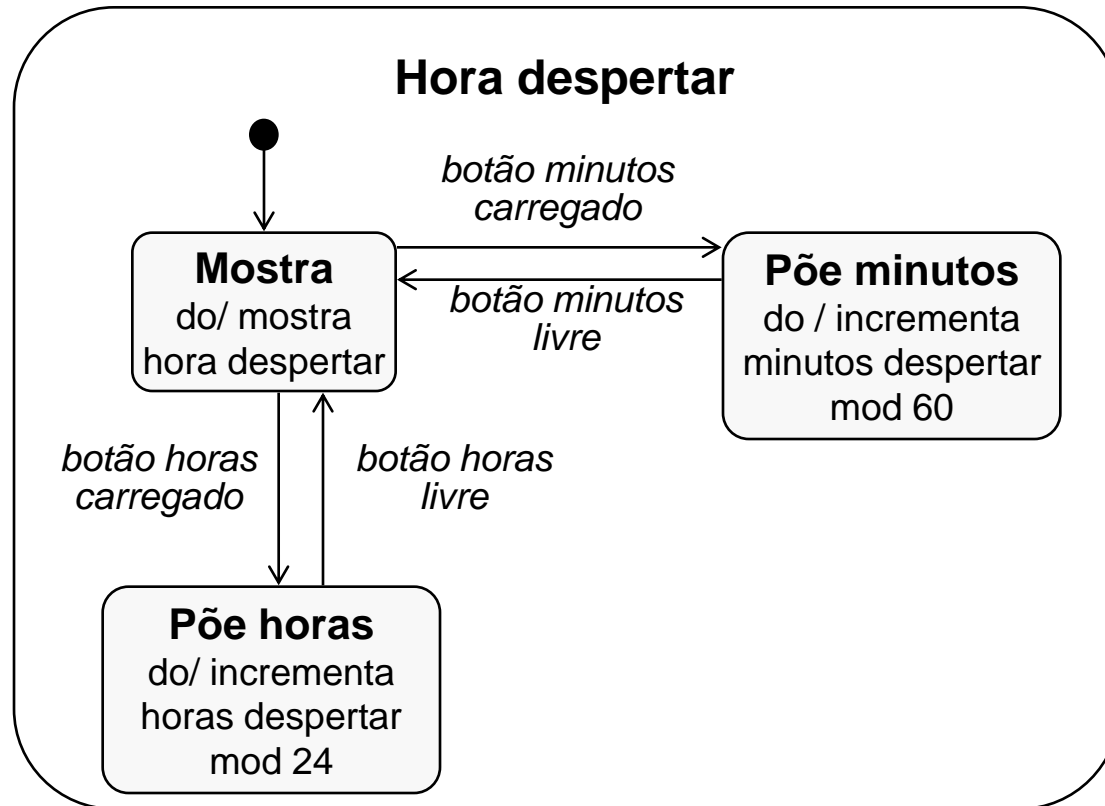 Hora despertar
botão minutos
carregado
Mostra
do/ mostra
hora despertar
botão minutos
livre
Põe minutos
do / incrementa
minutos despertar
mod 60
botão horas
carregado
botão horas
livre
Põe horas
do/ incrementa
horas despertar
mod 24